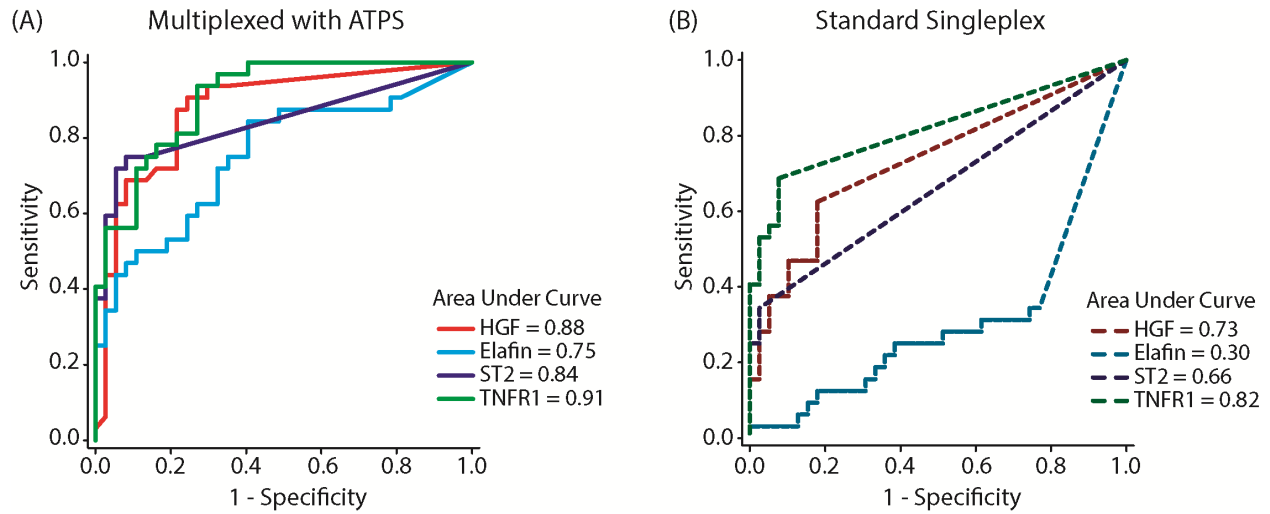 (A) Multiplexed with ATPS
1.0
0.8
0.6
0.4
0.2
0.0
Sensitivity
Area Under Curve
HGF = 0.88
Elafin = 0.75
ST2 = 0.84
TNFR1 = 0.91
0.0 0.2 0.4 0.6 0.8 1.0
1 - Specificity
(B) Standard Singleplex
1.0
0.8
0.6
0.4
0.2
0.0
Sensitivity
Area Under Curve
HGF = 0.73
Elafin = 0.30
ST2 = 0.66
TNFR1 = 0.82
0.0 0.2 0.4 0.6 0.8 1.0
1 - Specificity